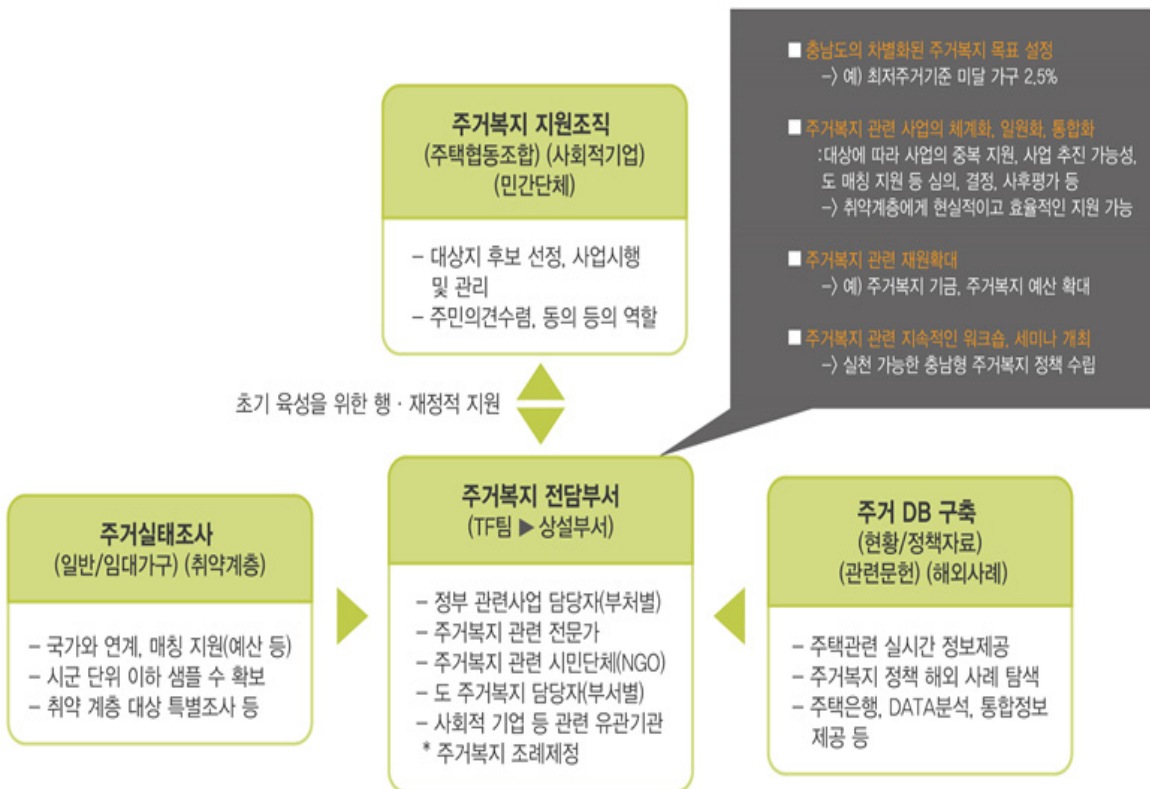 ■ 충남도의 차별화된 주거복지 목표 설정
-> 예) 최저주거기준 미달 가구 2.5%
■ 주거복지 관련 사업의 체계화, 일원화, 통합화
:대상에 따라 사업의 중복 지원, 사업 추진 가능성,
도 매칭 지원 등 심의, 결정, 사후평가 등
-> 취약계층에게 현실적이고 효율적인 지원 가능
■ 주거복지 관련 재원확대
-> 예) 주거복지 기금, 주거복지 예산 확대
■ 주거복지 관련 지속적인 워크숍, 세미나 개최
-> 실천 가능한 충남형 주거복지 정책 수립
주거복지 지원조직
(주택협동조합) (사회적기업)
(민간단체)
- 대상지 후보 선정, 사업시행
및 관리
- 주민의견수렴, 동의 등의 역할
초기 육성을 위한 행 · 재정적 지원
주거실태조사
(일반/임대가구) (취약계층)
- 국가와 연계, 매칭 지원(예산 등)
- 시군 단위 이하 샘플 수 확보
- 취약 계층 대상 특별조사 등
주거복지 전담부서
(TF팀 ▶ 상설부서)
- 정부 관련사업 담당자(부처별)
- 주거복지 관련 전문가
- 주거복지 관련 시민단체(NGO)
- 도 주거복지 담당자(부서별)
- 사회적 기업 등 관련 유관기관
* 주거복지 조례제정
주거 DB 구축
(현황/정책자료)
(관련문헌) (해외사례)
- 주택관련 실시간 정보제공
- 주거복지 정책 해외 사례 탐색
- 주택은행, DATA분석, 통합정보
제공 등